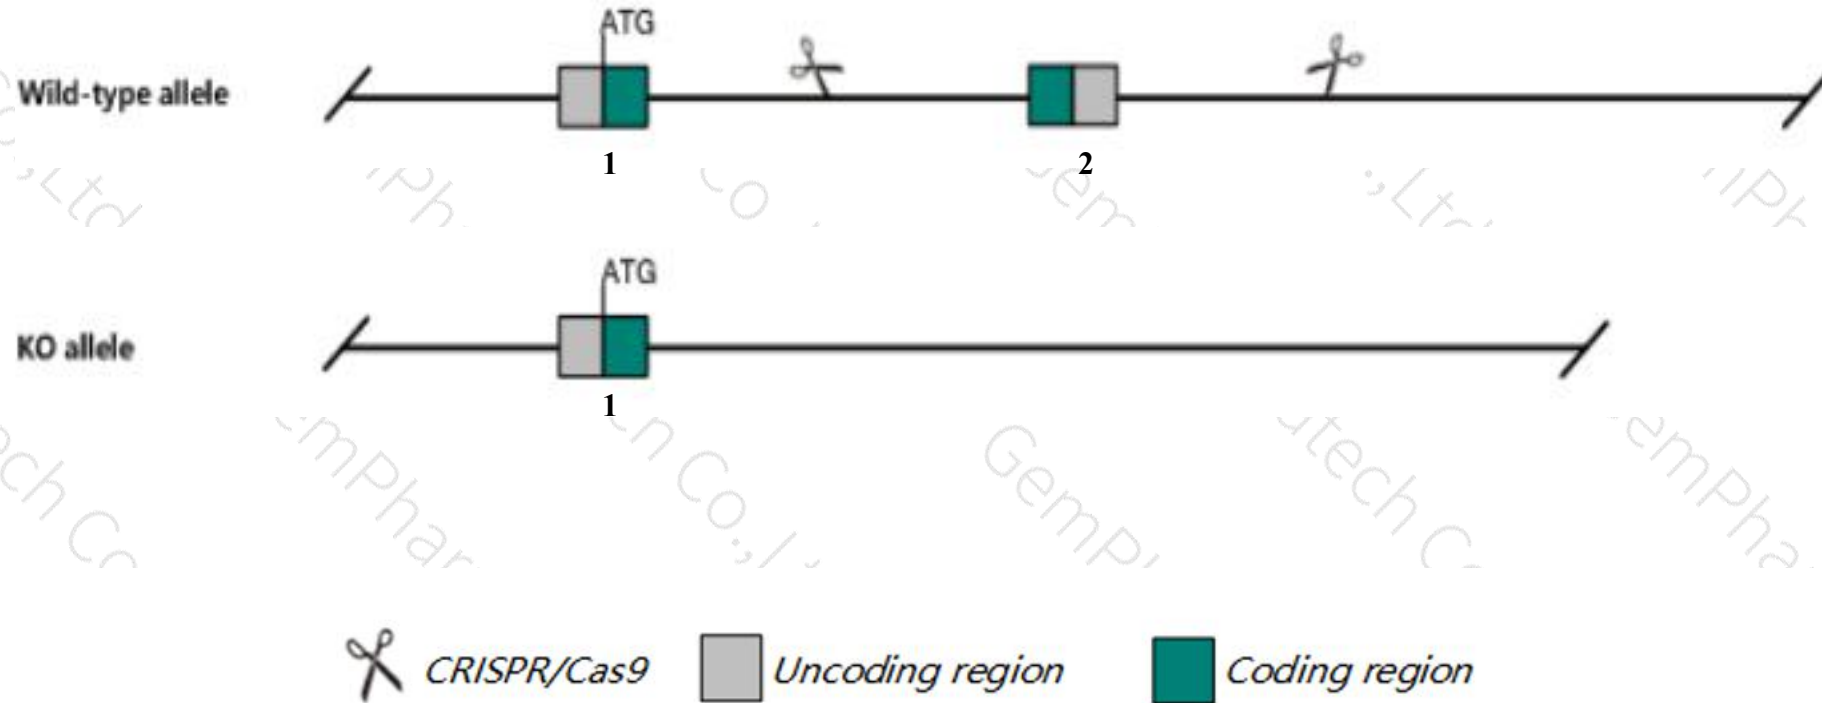 ATG
Wild-type allele
1 2
ATG
KO allele
1
CRISPR/Cas9 Uncoding region Coding region